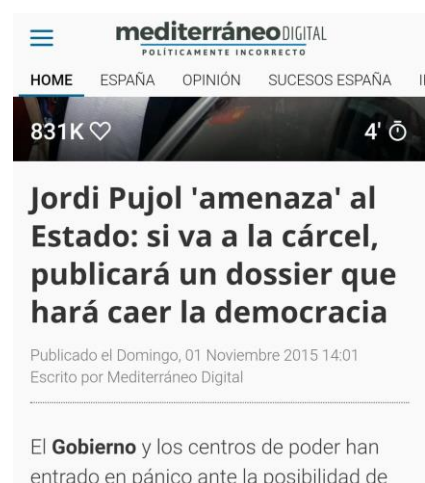 mediterráneo DIGITAL
POLÍTICAMENTE INCORRECTO
HOME ESPAÑA OPINIÓN SUCESOS ESPAÑA
831K 4'
Jordi Pujol 'amenaza' al
Estado: si va a la cárcel,
publicará un dossier que
hará caer la democracia
Publicado el Domingo, 01 Noviembre 2015 14:01
Escrito por Mediterráneo Digital
El Gobierno y los centros de poder han
entrado en pánico ante la posibilidad de